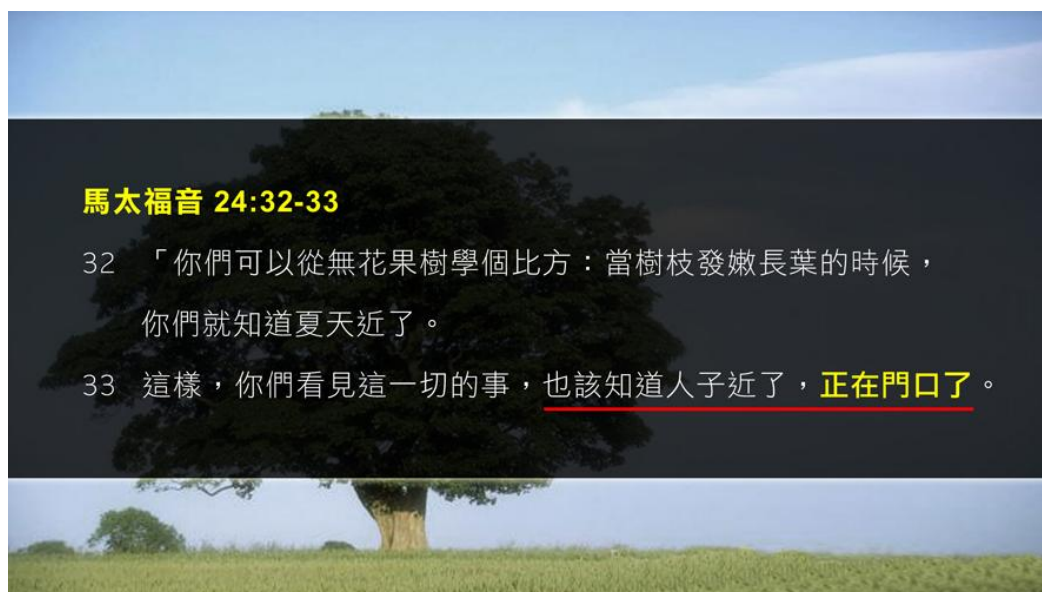 馬太福音 24:32-33
32 「你們可以從無花果樹學個比方：當樹枝發嫩長葉的時候，
你們就知道夏天近了。
33 這樣，你們看見這一切的事，也該知道人子近了，正在門口了。